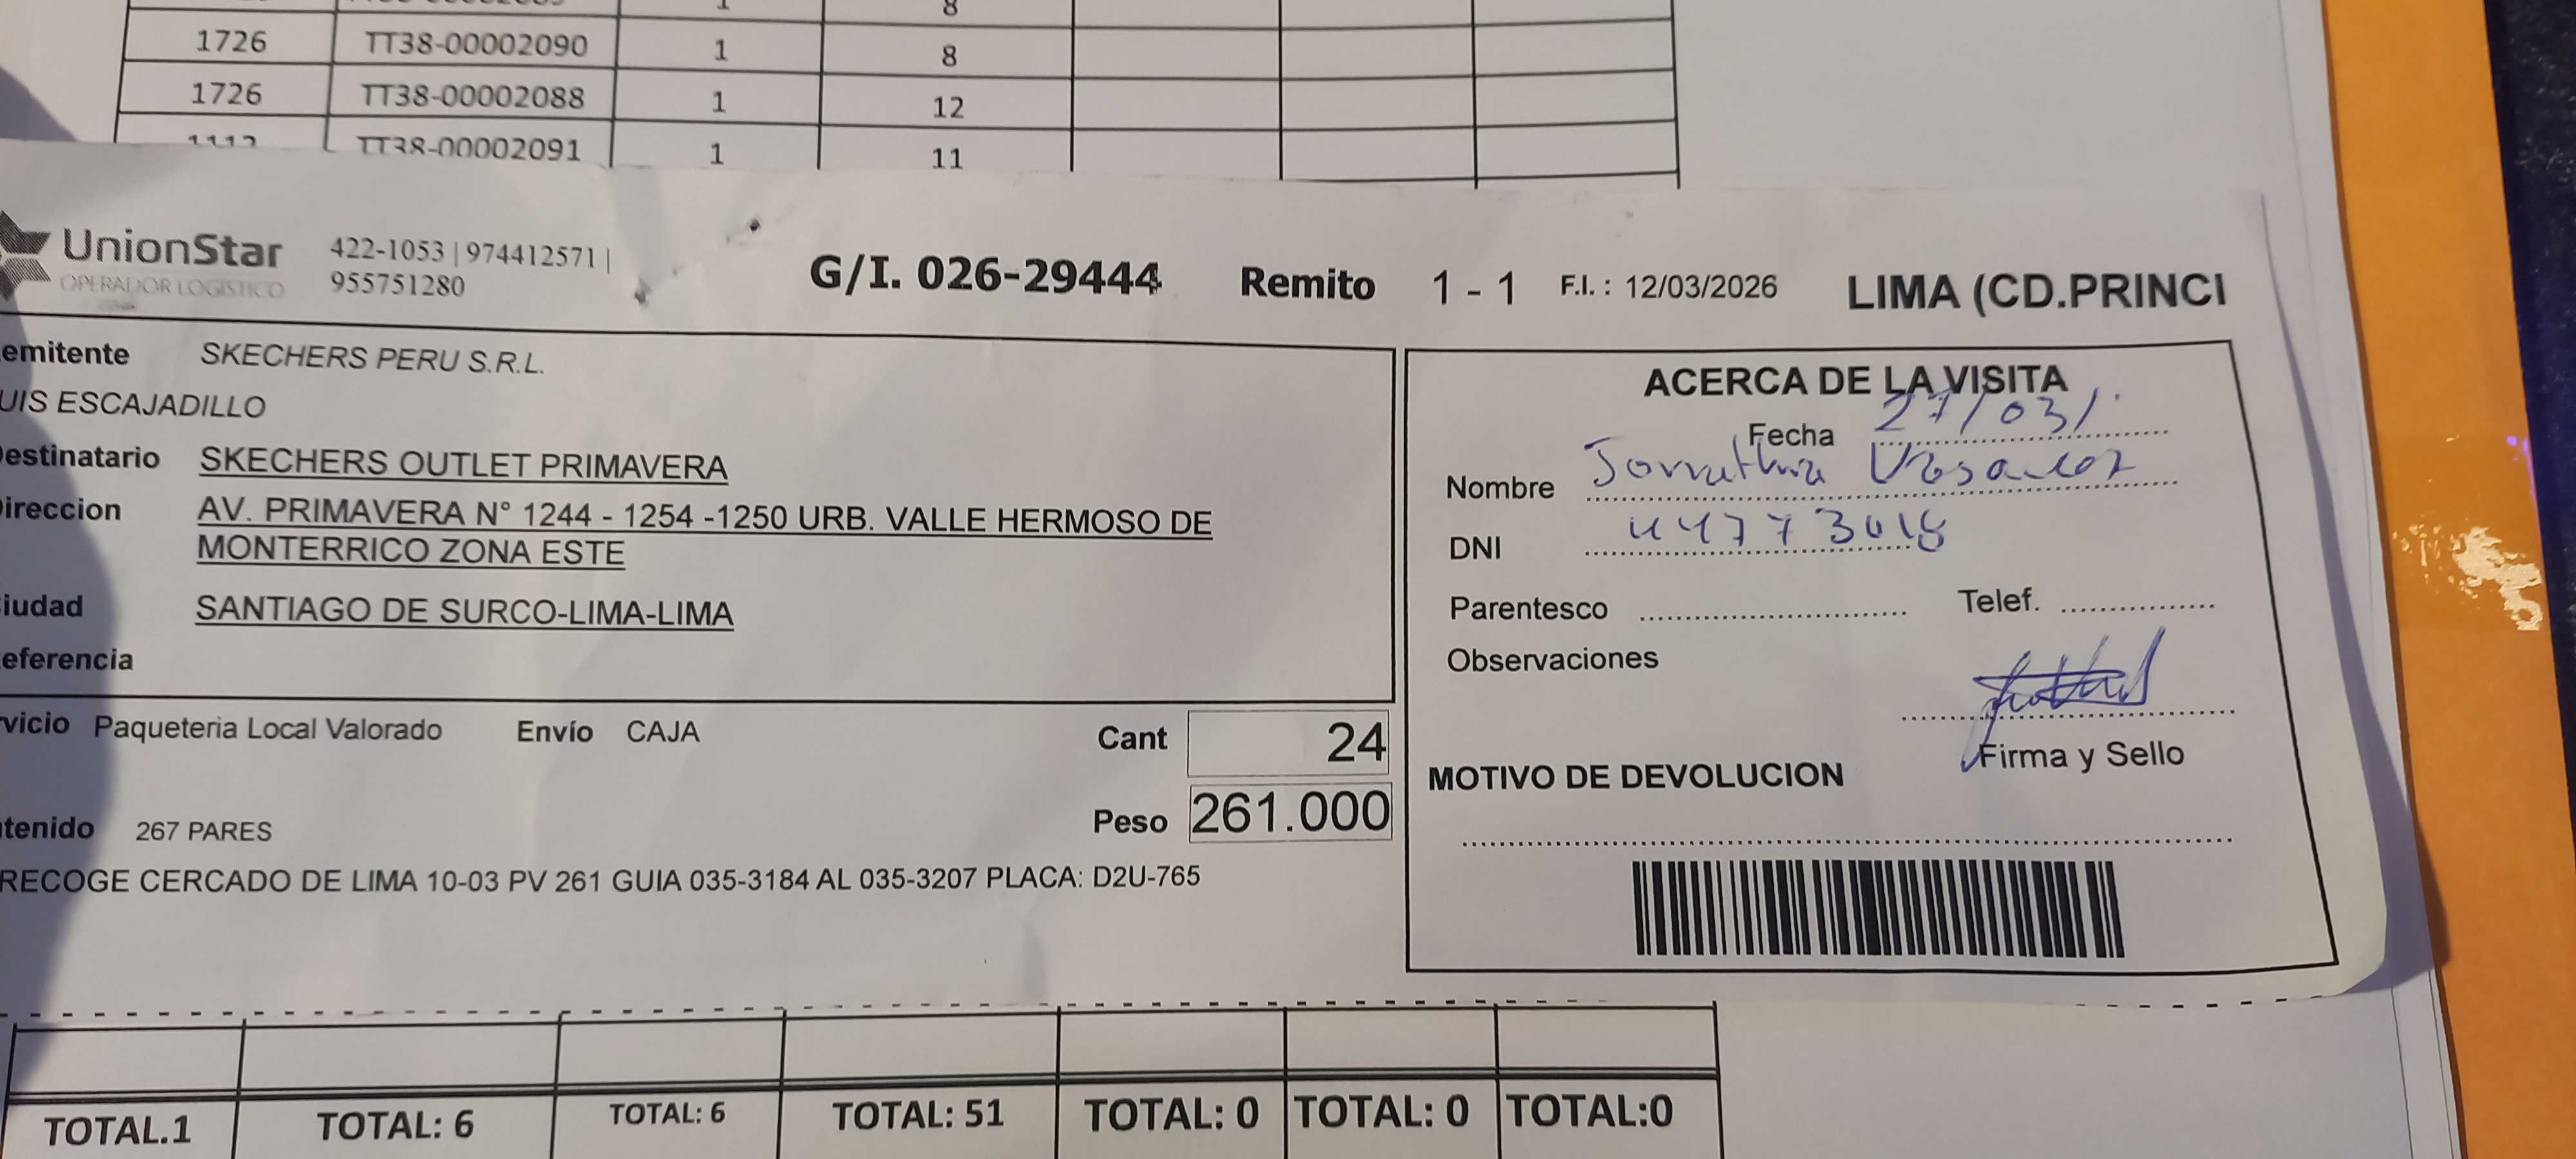 1 8
1726 TT38-00002090 1 8
1726 TT38-00002088 1 12
1112 TT38-00002091 1 11
UnionStar
OPERADOR LOGISTICO
422-1053 | 974412571 |
955751280
G/I. 026-29444
Remito 1 - 1
F.I. : 12/03/2026
LIMA (CD.PRINCI
emitente SKECHERS PERU S.R.L.
UIS ESCAJADILLO
estinatario SKECHERS OUTLET PRIMAVERA
ireccion AV. PRIMAVERA N° 1244 - 1254 -1250 URB. VALLE HERMOSO DE
MONTERRICO ZONA ESTE
iudad SANTIAGO DE SURCO-LIMA-LIMA
eferencia
rvicio Paqueteria Local Valorado Envío CAJA
Cant 24
Peso 261.000
tenido 267 PARES
RECOGE CERCADO DE LIMA 10-03 PV 261 GUIA 035-3184 AL 035-3207 PLACA: D2U-765
ACERCA DE LA VISITA
Fecha 27/03/.
Nombre
DNI 44773018
Parentesco Telef.
Observaciones
Firma y Sello
MOTIVO DE DEVOLUCION
TOTAL.1 TOTAL: 6 TOTAL: 6 TOTAL: 51 TOTAL: 0 TOTAL: 0 TOTAL:0